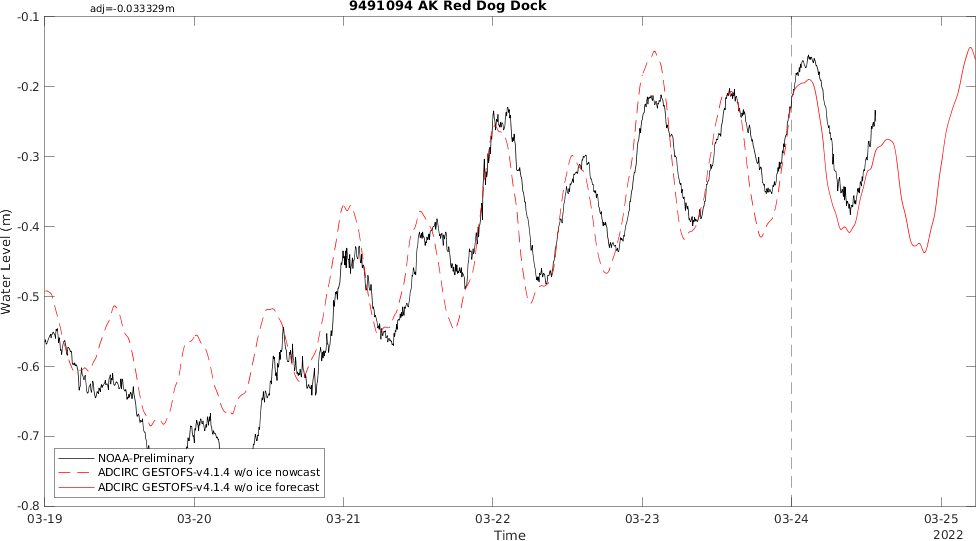 adj=-0.033329m
9491094 AK Red Dog Dock
-0.1
-0.2
-0.3
-0.4
-0.5
-0.6
-0.7
-0.8
Water Level (m)
NOAA-Preliminary
ADCIRC GESTOFS-v4.1.4 w/o ice nowcast
ADCIRC GESTOFS-v4.1.4 w/o ice forecast
03-19
03-20
03-21
03-22
03-23
03-24
03-25
Time
2022